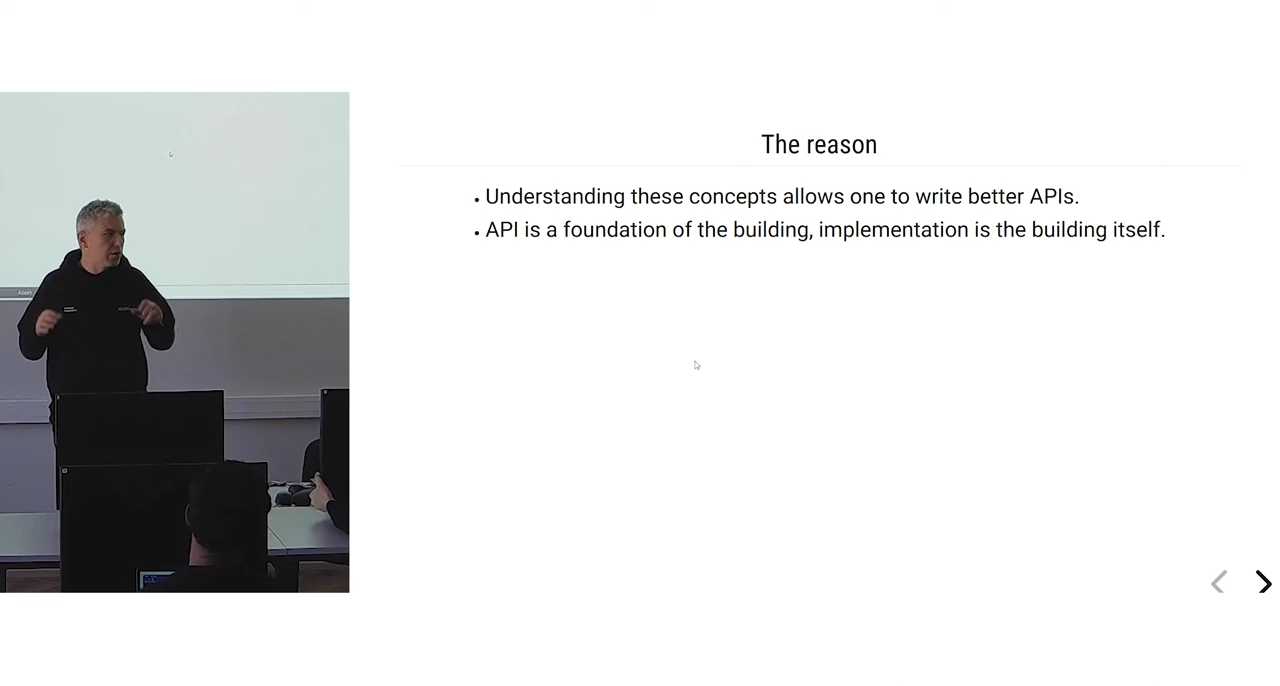 The reason
Understanding these concepts allows one to write better APIs.
API is a foundation of the building, implementation is the building itself.